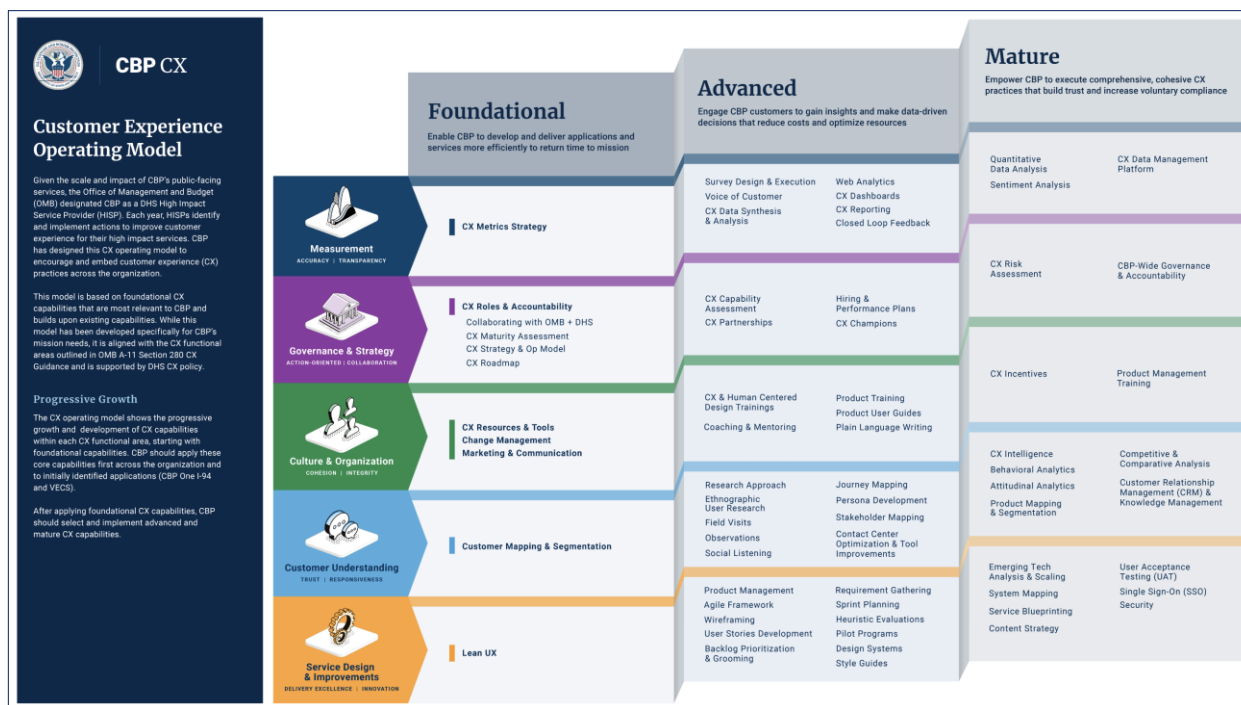 CBP CX
Customer Experience
Operating Model
Given the scale and impact of CBP's public-facing
services, the Office of Management and Budget
(OMB) designated CBP as a DHS High Impact
Service Provider (HISP). Each year, HISPs identify
and implement actions to improve customer
experience for their high impact services. CBP
has designed this CX operating model to
encourage and embed customer experience (CX)
practices across the organization.
This model is based on foundational CX
capabilities that are most relevant to CBP and
builds upon existing capabilities. While this
model has been developed specifically for CBP's
mission needs, it is aligned with the CX functional
areas outlined in OMB A-11 Section 280 CX
Guidance and is supported by DHS CX policy.
Progressive Growth
The CX operating model shows the progressive
growth and development of CX capabilities
within each CX functional area, starting with
foundational capabilities. CBP should apply these
core capabilities first across the organization and
to initially identified applications (CBP One I-94
and VECS).
After applying foundational CX capabilities, CBP
should select and implement advanced and
mature CX capabilities.
Foundational
Enable CBP to develop and deliver applications and
services more efficiently to return time to mission
Advanced
Engage CBP customers to gain insights and make data-driven
decisions that reduce costs and optimize resources
Mature
Empower CBP to execute comprehensive, cohesive CX
practices that build trust and increase voluntary compliance
Measurement
ACCURACY | TRANSPARENCY
CX Metrics Strategy
Survey Design & Execution
Voice of Customer
CX Data Synthesis
& Analysis
Web Analytics
CX Dashboards
CX Reporting
Closed Loop Feedback
Quantitative
Data Analysis
Sentiment Analysis
CX Data Management
Platform
Governance & Strategy
ACTION-ORIENTED | COLLABORATION
CX Roles & Accountability
Collaborating with OMB + DHS
CX Maturity Assessment
CX Strategy & Op Model
CX Roadmap
CX Capability
Assessment
CX Partnerships
Hiring &
Performance Plans
CX Champions
CX Risk
Assessment
CBP-Wide Governance
& Accountability
Culture & Organization
COHESION | INTEGRITY
CX Resources & Tools
Change Management
Marketing & Communication
CX & Human Centered
Design Trainings
Coaching & Mentoring
Product Training
Product User Guides
Plain Language Writing
CX Incentives
Product Management
Training
Customer Understanding
TRUST | RESPONSIVENESS
Customer Mapping & Segmentation
Research Approach
Ethnographic
User Research
Field Visits
Observations
Social Listening
Journey Mapping
Persona Development
Stakeholder Mapping
Contact Center
Optimization & Tool
Improvements
CX Intelligence
Behavioral Analytics
Attitudinal Analytics
Product Mapping
& Segmentation
Competitive &
Comparative Analysis
Customer Relationship
Management (CRM) &
Knowledge Management
Service Design
& Improvements
DELIVERY EXCELLENCE | INNOVATION
Lean UX
Product Management
Agile Framework
Wireframing
User Stories Development
Backlog Prioritization
& Grooming
Requirement Gathering
Sprint Planning
Heuristic Evaluations
Pilot Programs
Design Systems
Style Guides
Emerging Tech
Analysis & Scaling
System Mapping
Service Blueprinting
Content Strategy
User Acceptance
Testing (UAT)
Single Sign-On (SSO)
Security